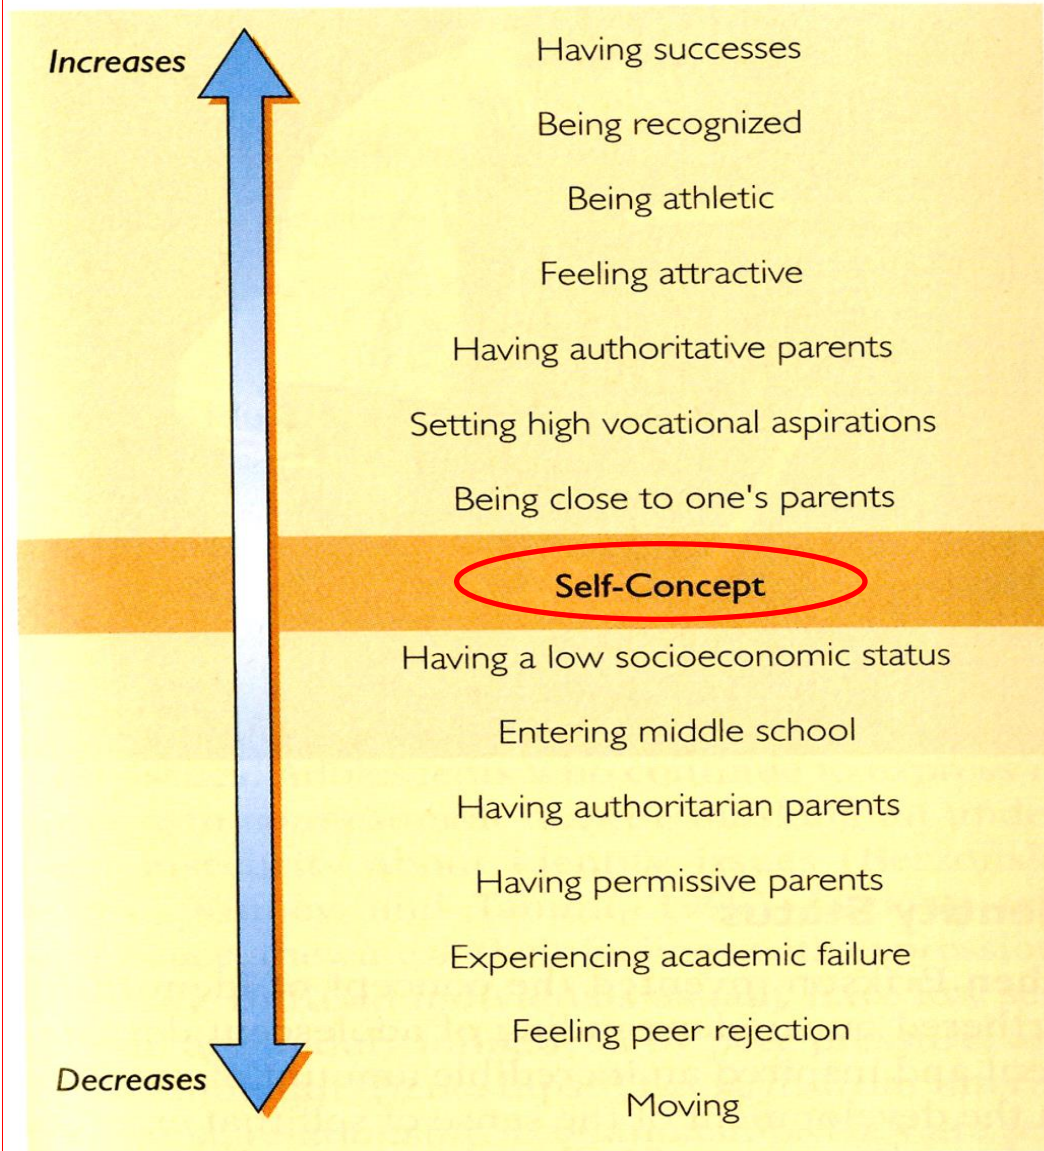 Increases
Having successes
Being recognized
Being athletic
Feeling attractive
Having authoritative parents
Setting high vocational aspirations
Being close to one's parents
Self-Concept
Having a low socioeconomic status
Entering middle school
Having authoritarian parents
Having permissive parents
Experiencing academic failure
Feeling peer rejection
Decreases
Moving